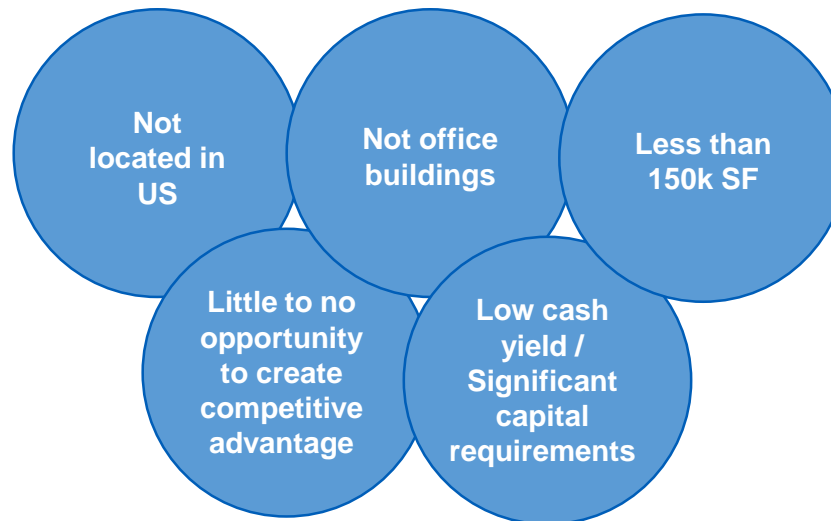 Not
located in
US
Not office
buildings
Less than
150k SF
Little to no
opportunity
to create
competitive
advantage
Low cash
yield /
Significant
capital
requirements